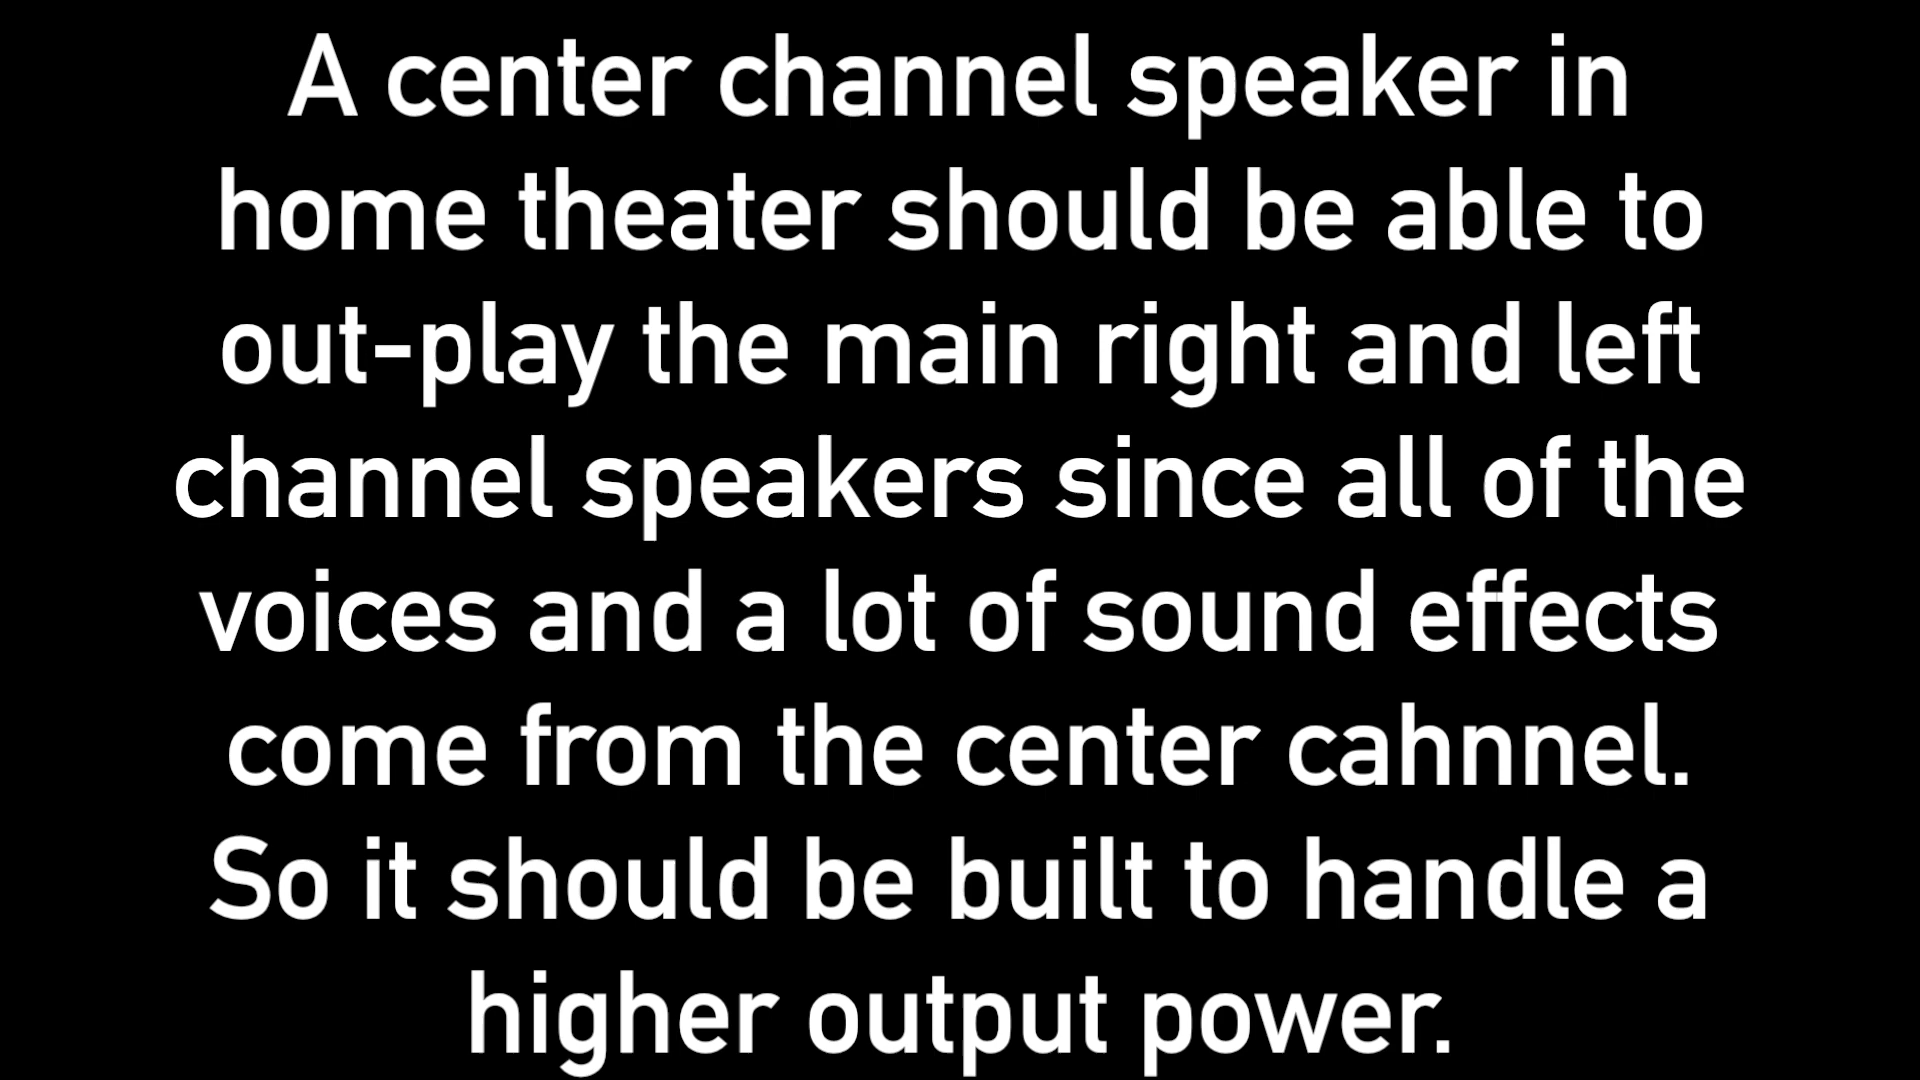 A center channel speaker in
home theater should be able to
out-play the main right and left
channel speakers since all of the
voices and a lot of sound effects
come from the center cahnnel.
So it should be built to handle a
higher output power.